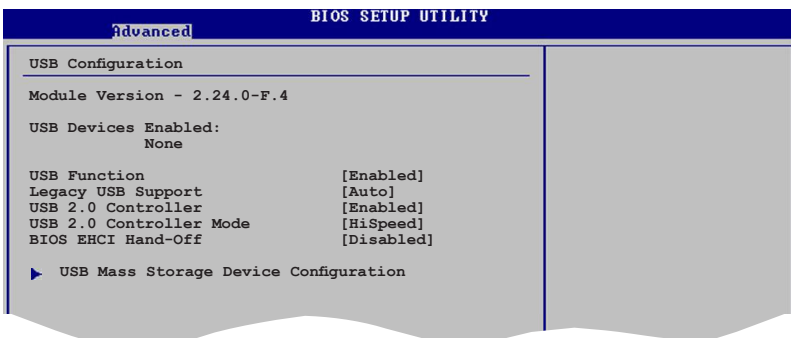 BIOS SETUP UTILITY
Advanced
USB Configuration
Module Version - 2.24.0-F.4
USB Devices Enabled:
None
USB Function [Enabled]
Legacy USB Support [Auto]
USB 2.0 Controller [Enabled]
USB 2.0 Controller Mode [HiSpeed]
BIOS EHCI Hand-Off [Disabled]
USB Mass Storage Device Configuration